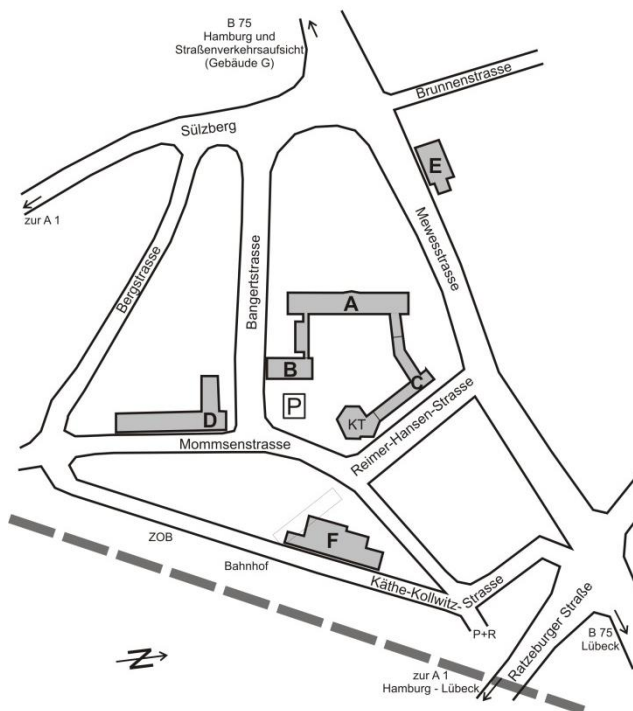 B 75
Hamburg und
Straßenverkehrsaufsicht
(Gebäude G)
Brunnenstrasse
Sülzberg
E
zur A 1
Mewesstrasse
Bergstrasse
Bangertstrasse
A
B
C
P
D
KT
Mommsenstrasse
Reimer-Hansen-Strasse
F
ZOB
Bahnhof
Käthe-Kollwitz-Strasse
P+R
Ratzeburger Straße
B 75
Lübeck
N
zur A 1
Hamburg - Lübeck